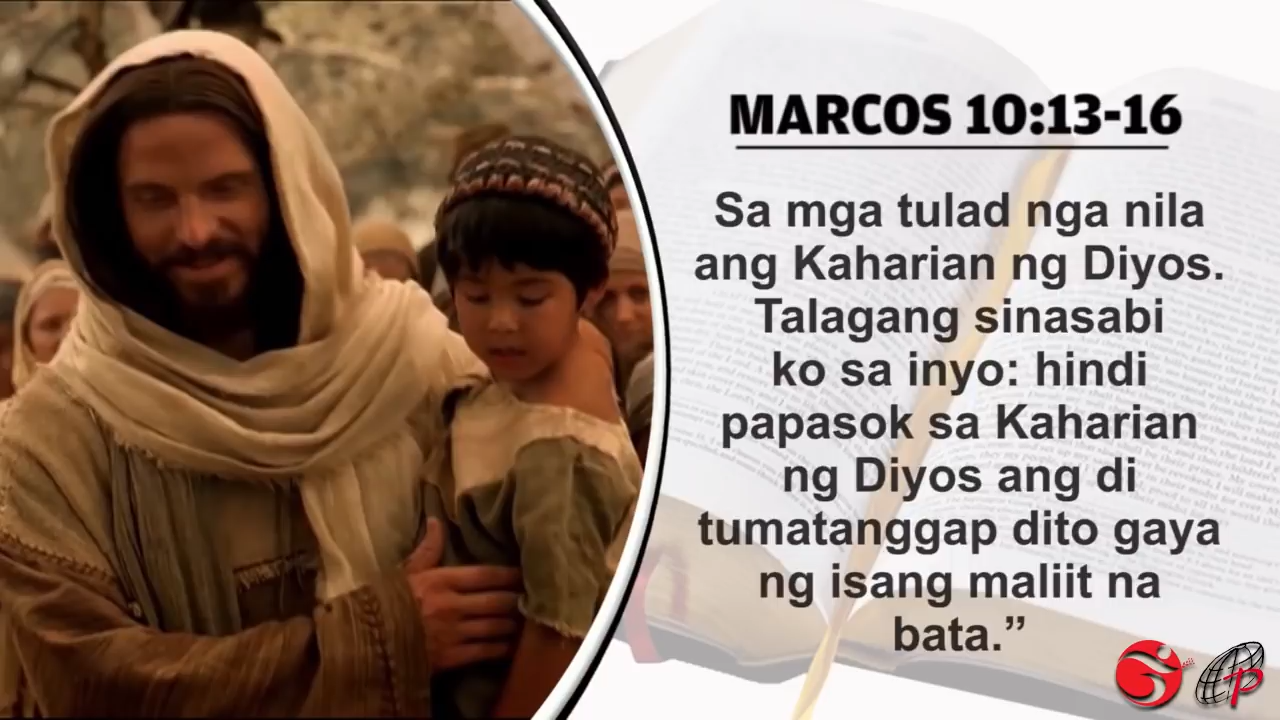 MARCOS 10:13-16
Sa mga tulad nga nila
ang Kaharian ng Diyos.
Talagang sinasabi
ko sa inyo: hindi
papasok sa Kaharian
ng Diyos ang di
tumatanggap dito gaya
ng isang maliit na
bata.”